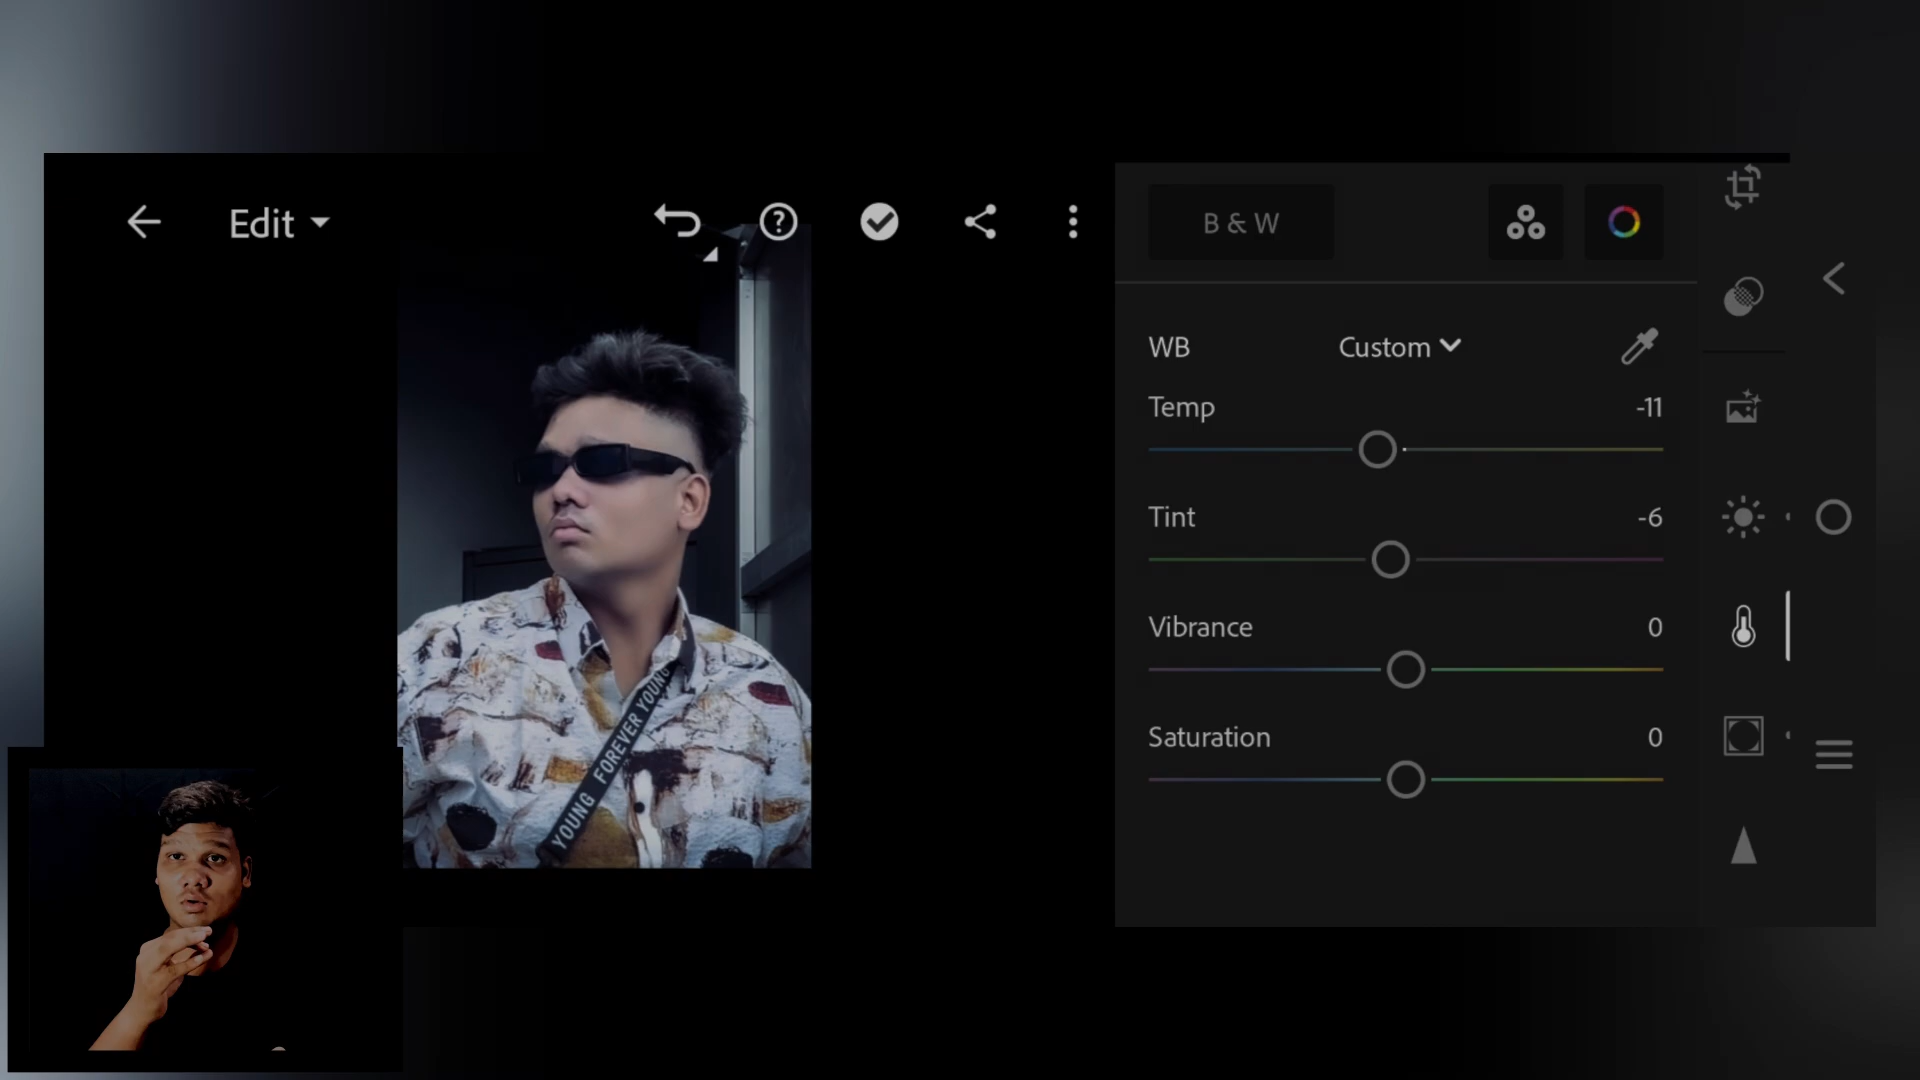 Edit
B & W
WB
Custom
Temp
-11
Tint
-6
Vibrance
0
Saturation
0
YOUNG FOREVER YOUNG